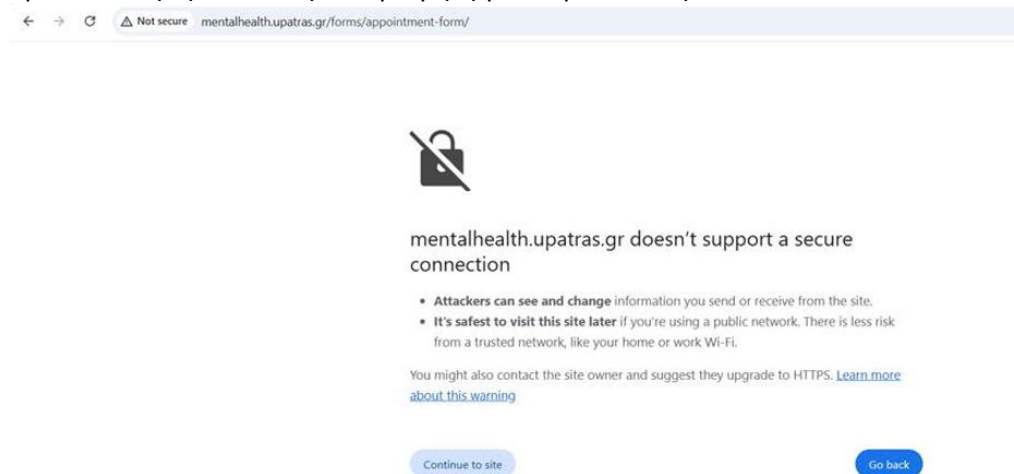 Not secure mentalhealth.upatras.gr/forms/appointment-form/
mentalhealth.upatras.gr doesn't support a secure
connection
• Attackers can see and change information you send or receive from the site.
• It's safest to visit this site later if you're using a public network. There is less risk
from a trusted network, like your home or work Wi-Fi.
You might also contact the site owner and suggest they upgrade to HTTPS. Learn more
about this warning
Continue to site Go back